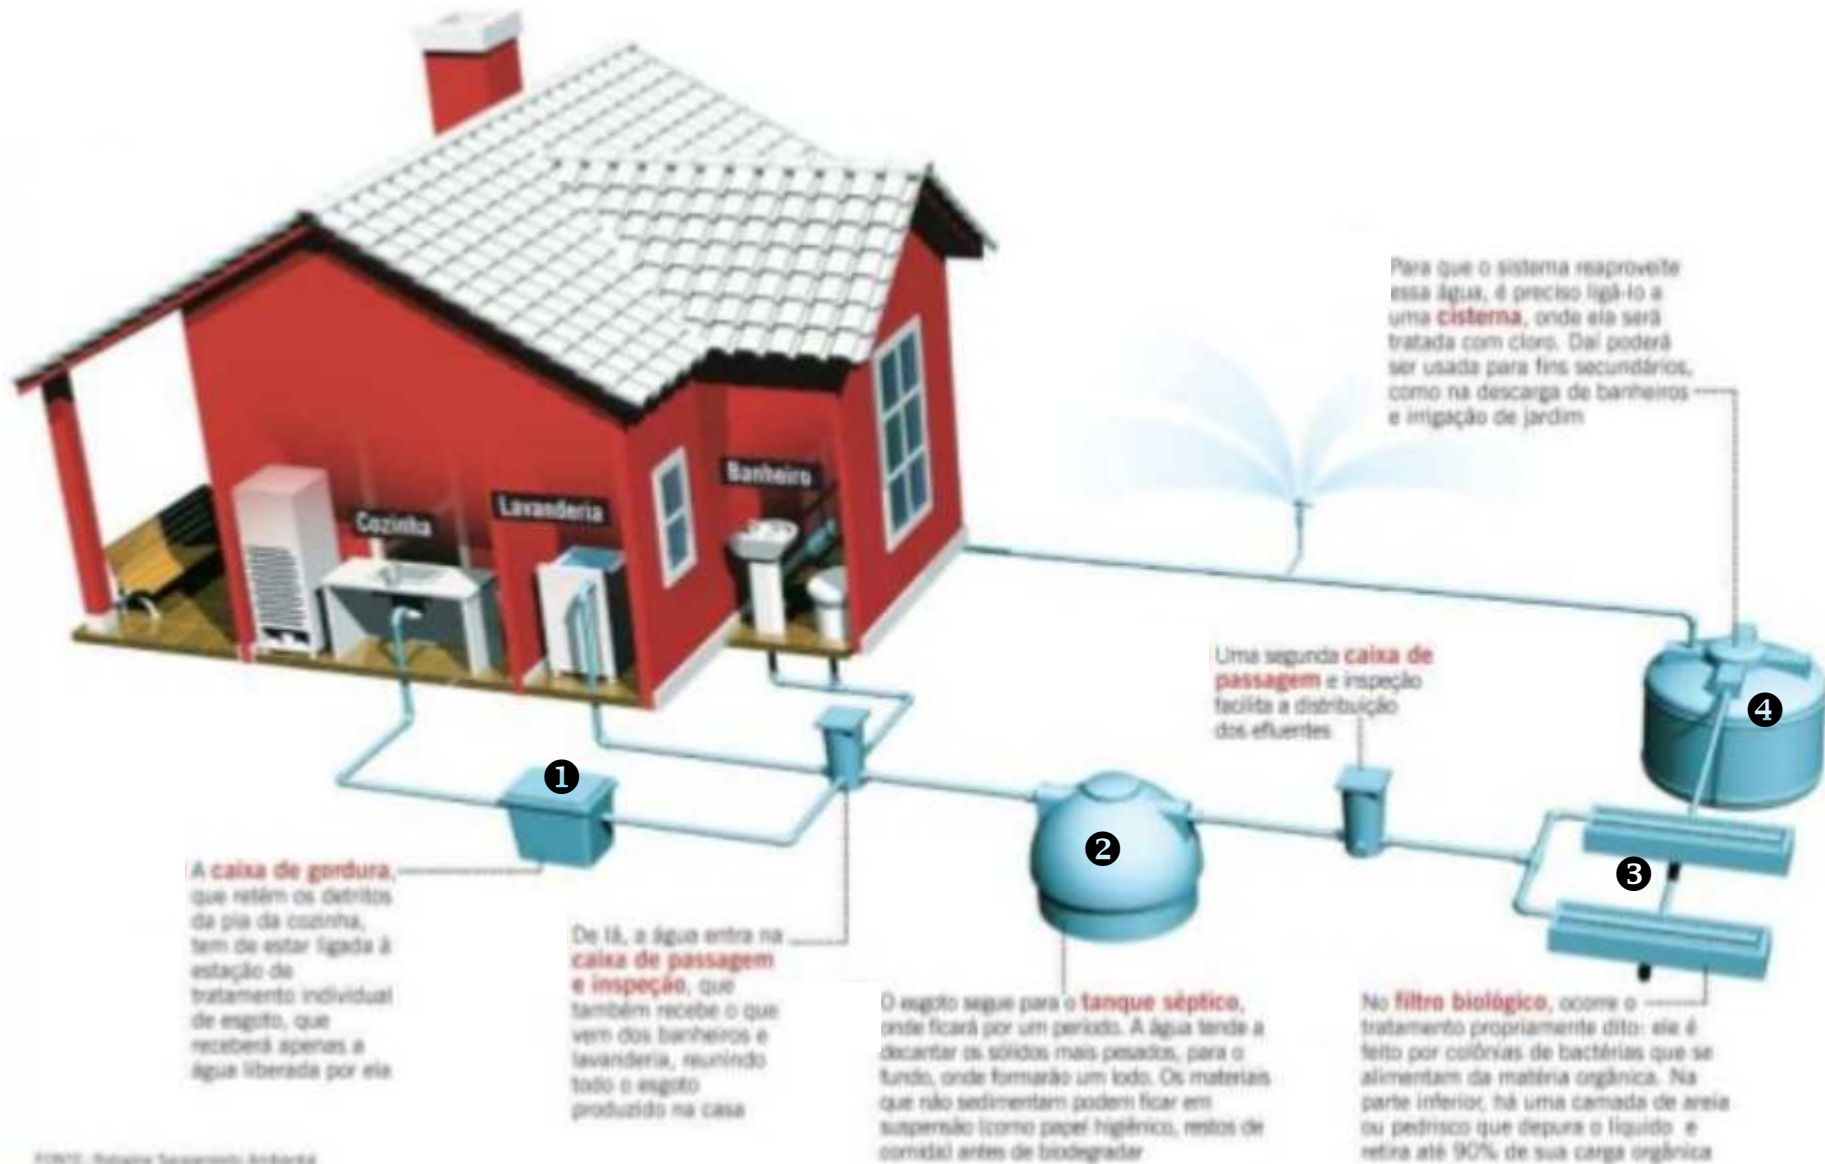 Para que o sistema reaproveite
essa água, é preciso ligá-lo a
uma cisterna, onde ela será
tratada com cloro. Daí poderá
ser usada para fins secundários,
como na descarga de banheiros
e irrigação de jardim
Banheiro
Lavanderia
Cozinha
Uma segunda caixa de
passagem e inspeção
facilita a distribuição
dos efluentes
4
1
2
3
A caixa de gordura,
que retém os detritos
da pia da cozinha,
tem de estar ligada à
estação de
tratamento individual
de esgoto, que
receberá apenas a
água liberada por ela
De lá, a água entra na
caixa de passagem
e inspeção, que
também recebe o que
vem dos banheiros e
lavanderia, reunindo
todo o esgoto
produzido na casa
O esgoto segue para o tanque séptico,
onde ficará por um período. A água tende a
decantar os sólidos mais pesados, para o
fundo, onde formarão um lodo. Os materiais
que não sedimentam podem ficar em
suspensão (como papel higiênico, restos de
comida) antes de biodegradar
No filtro biológico, ocorre o
tratamento propriamente dito: ele é
feito por colônias de bactérias que se
alimentam da matéria orgânica. Na
parte inferior, há uma camada de areia
ou pedrisco que depura o líquido e
retira até 90% de sua carga orgânica
FONTE: Saneamento Ambiental